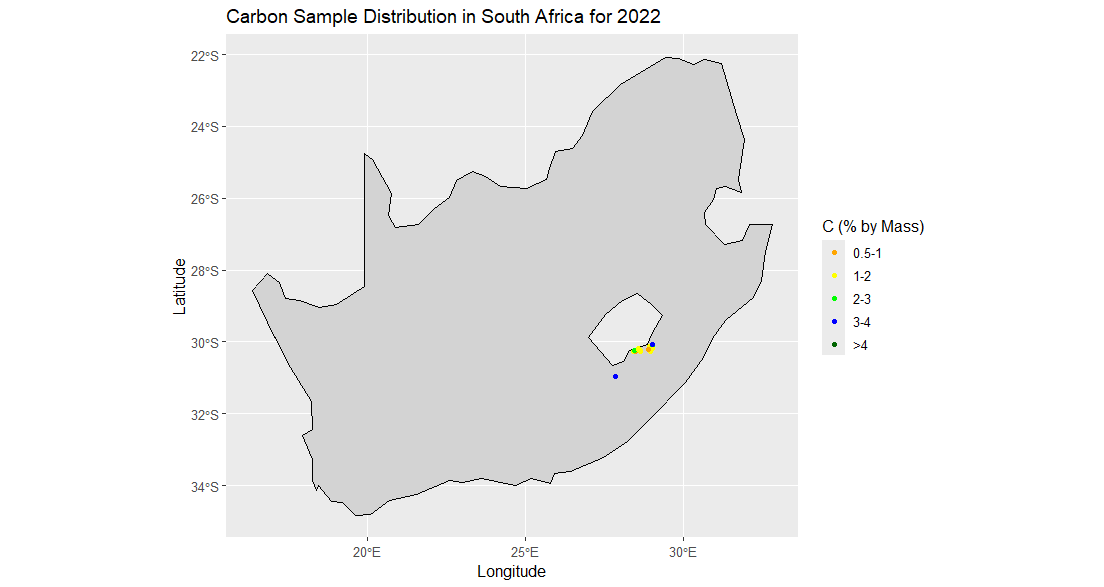 Carbon Sample Distribution in South Africa for 2022
22°S
24°S
26°S
28°S
30°S
32°S
34°S
Latitude
20°E
25°E
30°E
Longitude
C (% by Mass)
0.5-1
1-2
2-3
3-4
>4